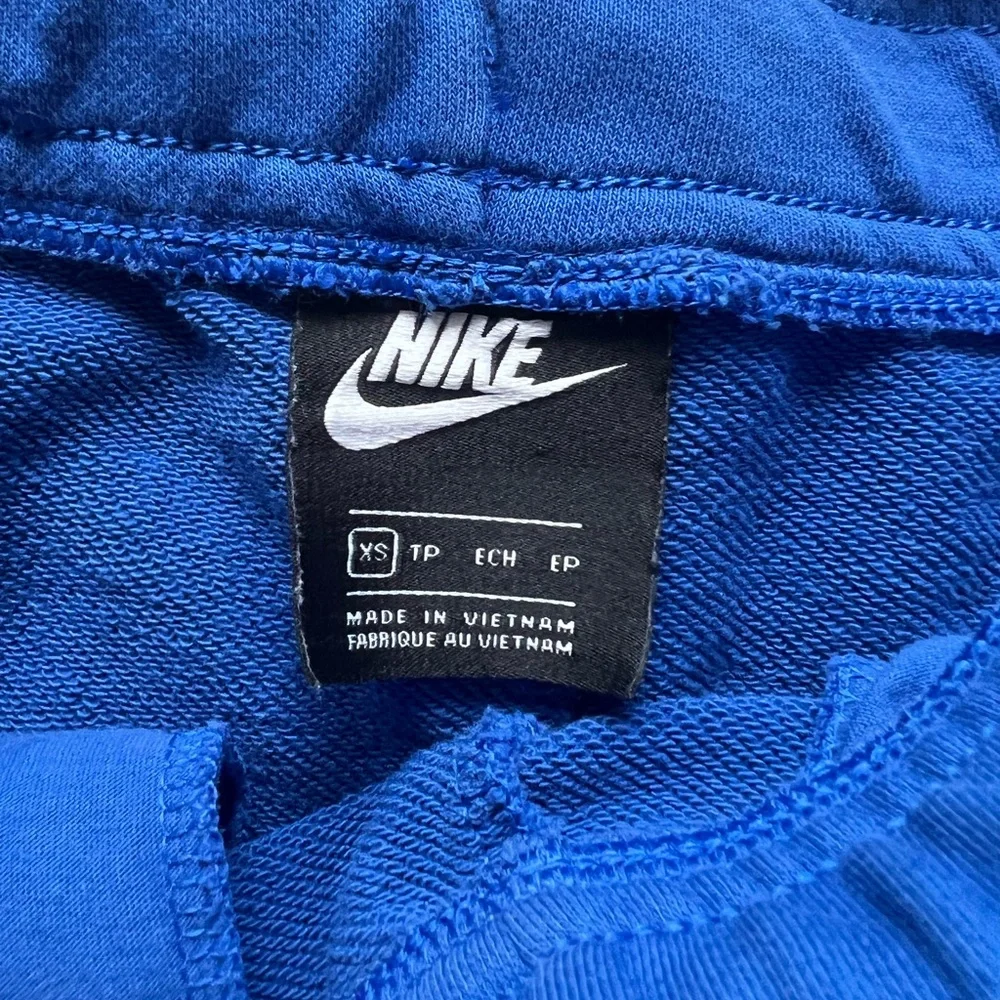 NIKE
XS TP ECH EP
MADE IN VIETNAM
FABRIQUE AU VIETNAM